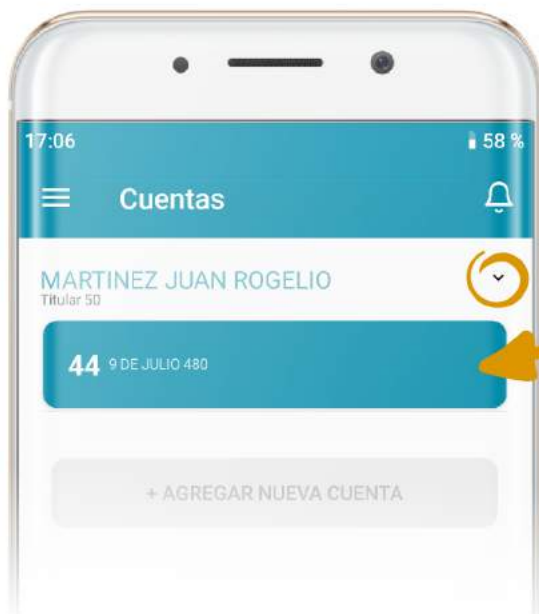 17:06 58 %
Cuentas
MARTINEZ JUAN ROGELIO
Titular 50
44 9 DE JULIO 480
+ AGREGAR NUEVA CUENTA